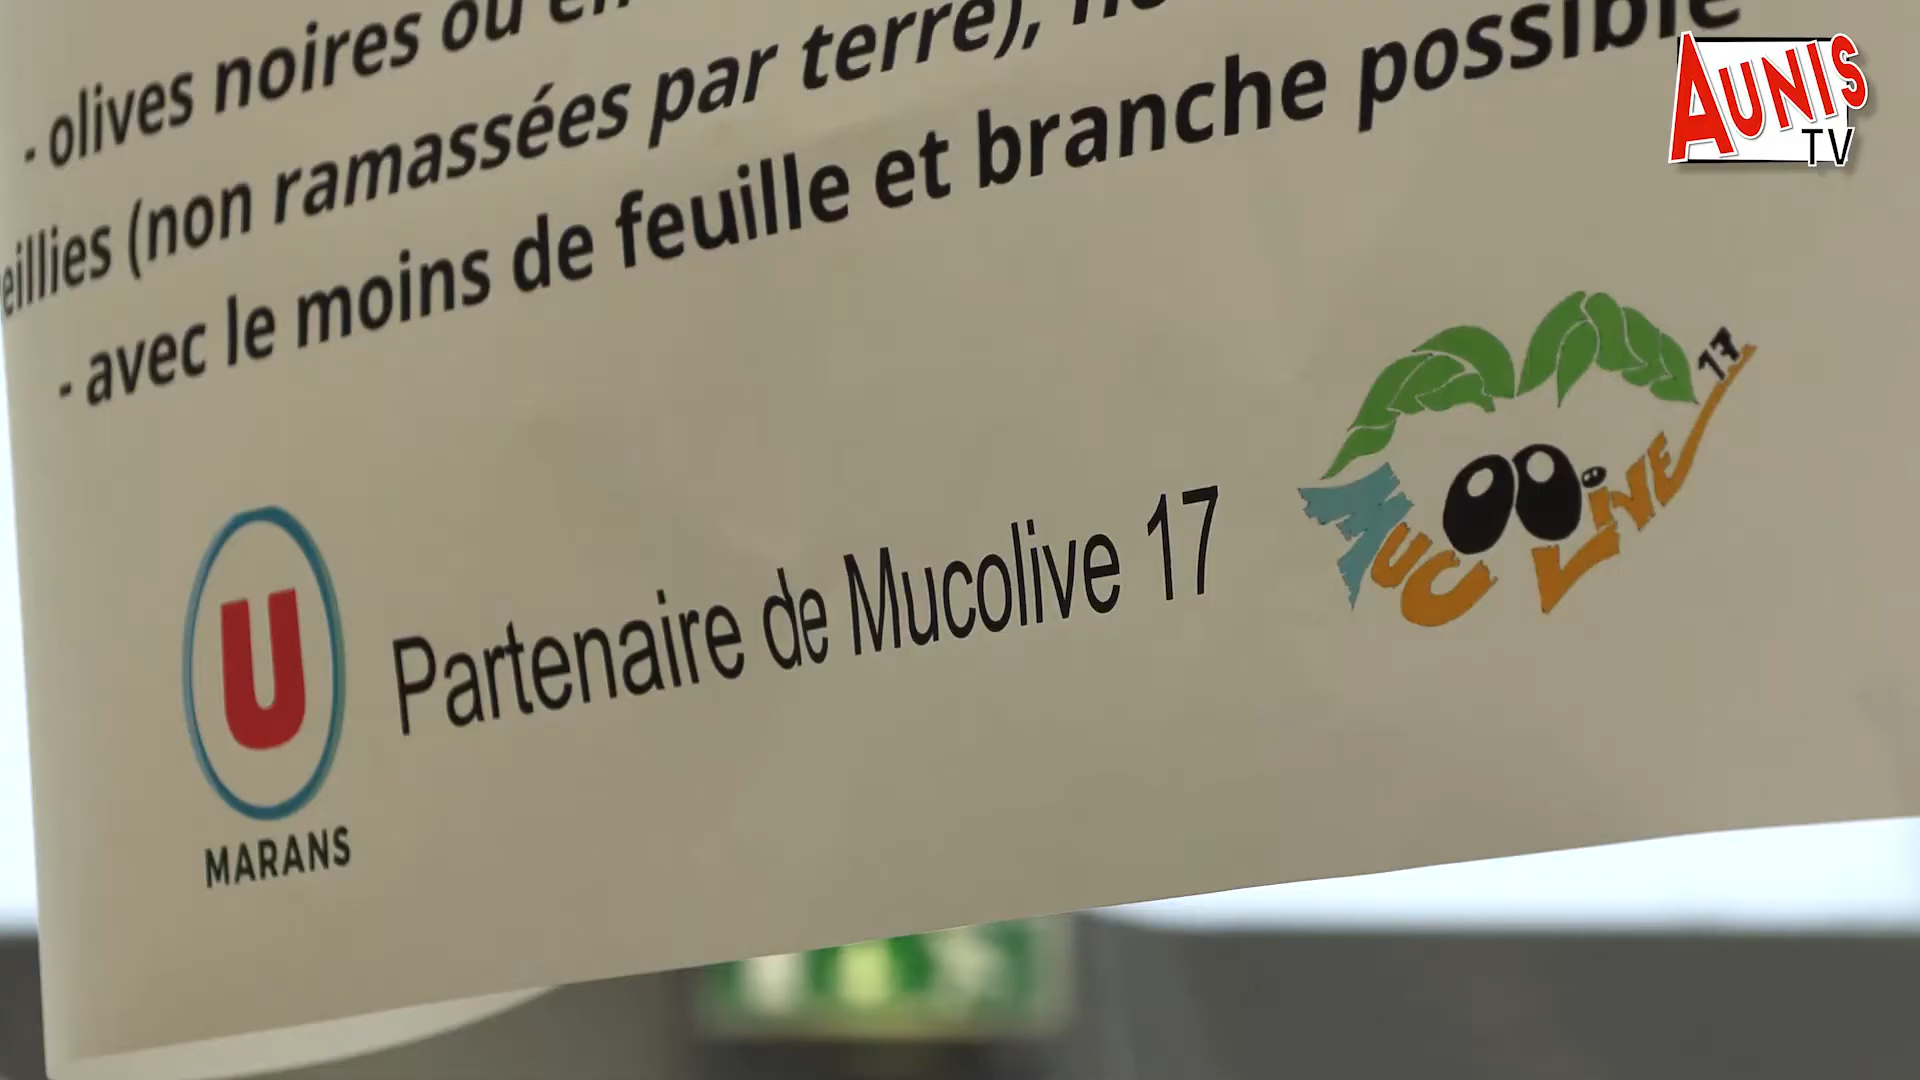 - olives noires ou
(non ramassées par terre),
- avec le moins de feuille et branche possible
U
MARANS
Partenaire de Mucolive 17
MUCOLIVE 17
AUNIS
TV